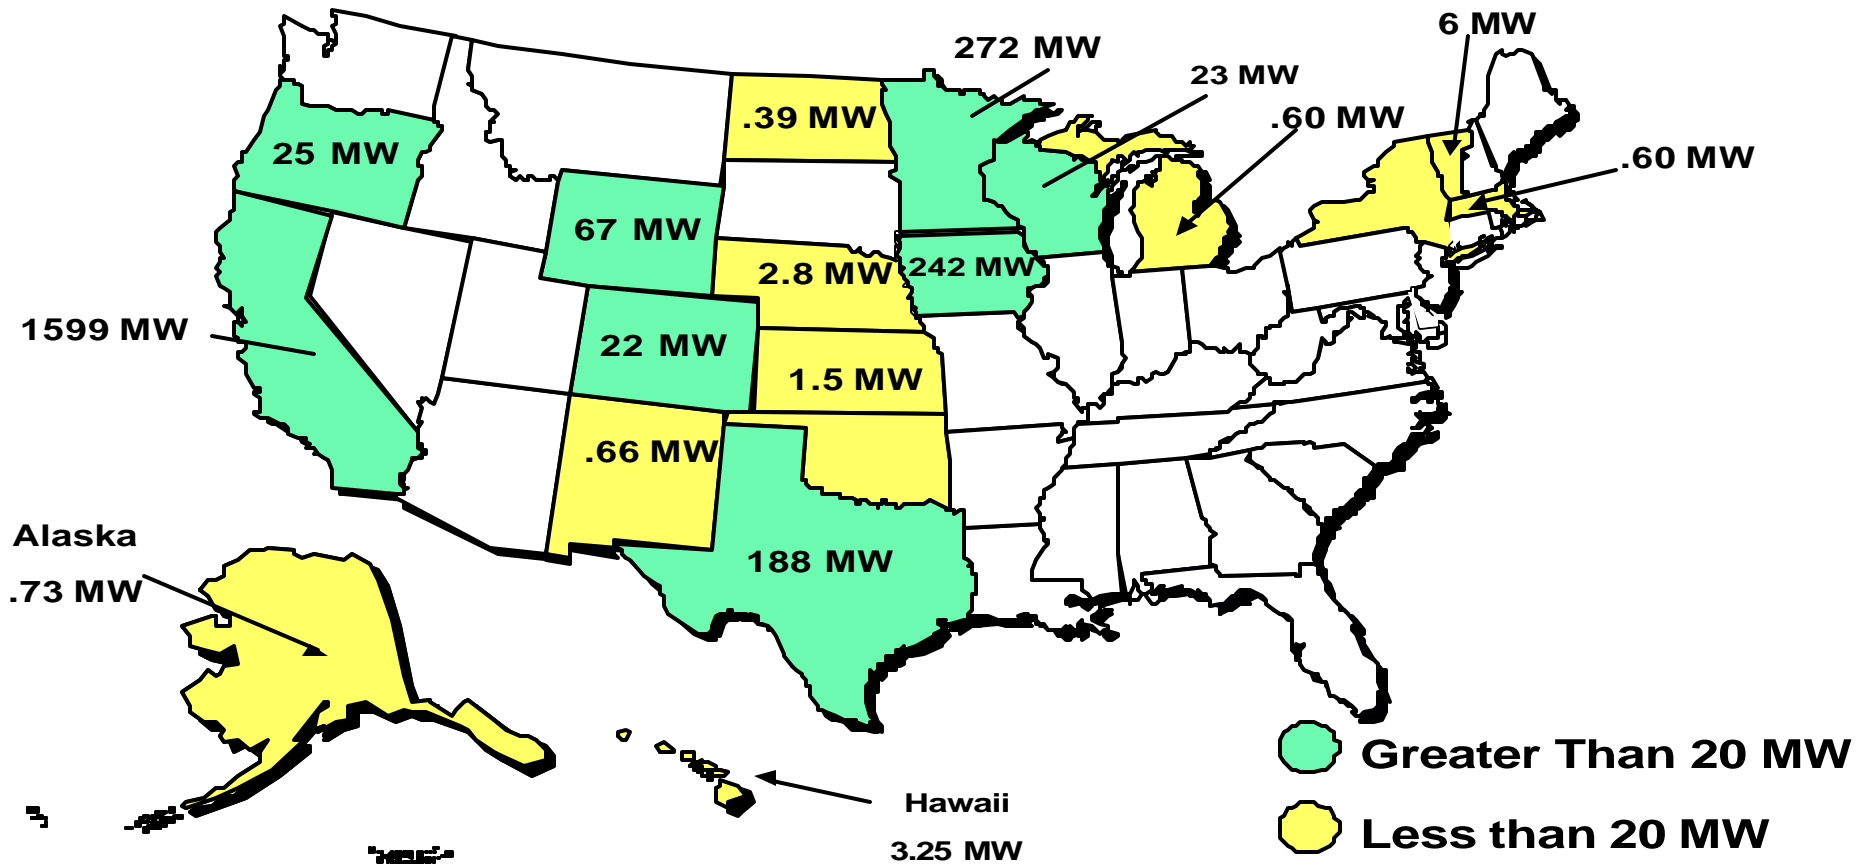 6 MW
272 MW
23 MW
.39 MW
.60 MW
25 MW
.60 MW
67 MW
2.8 MW
242 MW
1599 MW
22 MW
1.5 MW
.66 MW
Alaska
.73 MW
188 MW
Greater Than 20 MW
Hawaii
3.25 MW
Less than 20 MW